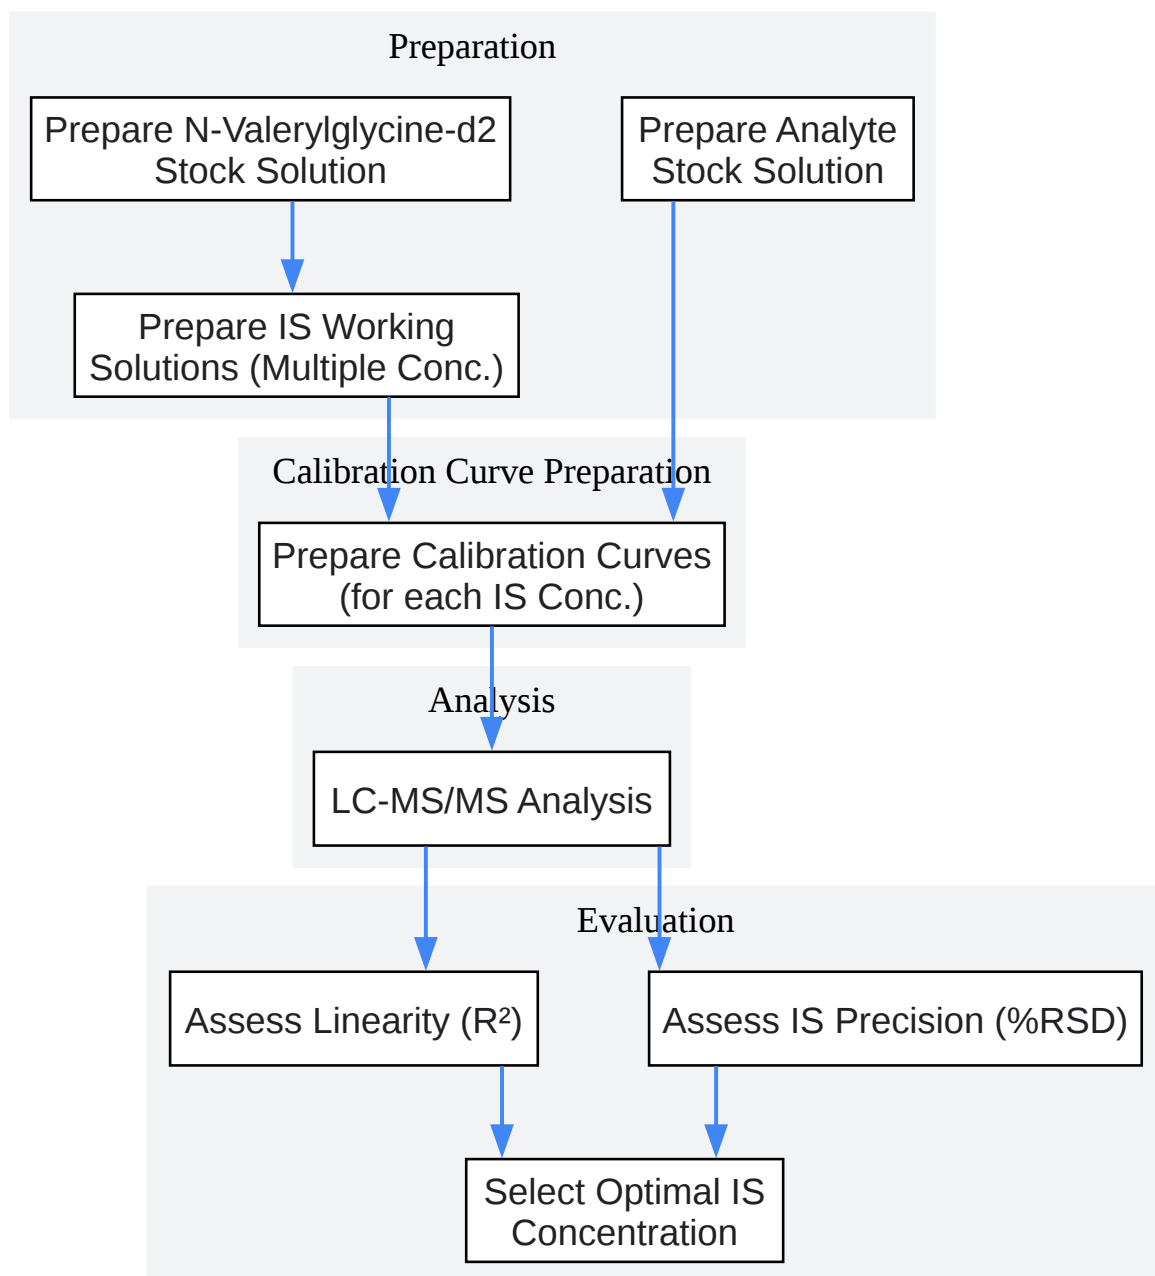 Preparation
Prepare N-Valerylglycine-d2
Stock Solution
Prepare Analyte
Stock Solution
Prepare IS Working
Solutions (Multiple Conc.)
Calibration Curve Preparation
Prepare Calibration Curves
(for each IS Conc.)
Analysis
LC-MS/MS Analysis
Evaluation
Assess Linearity (R²)
Assess IS Precision (%RSD)
Select Optimal IS
Concentration